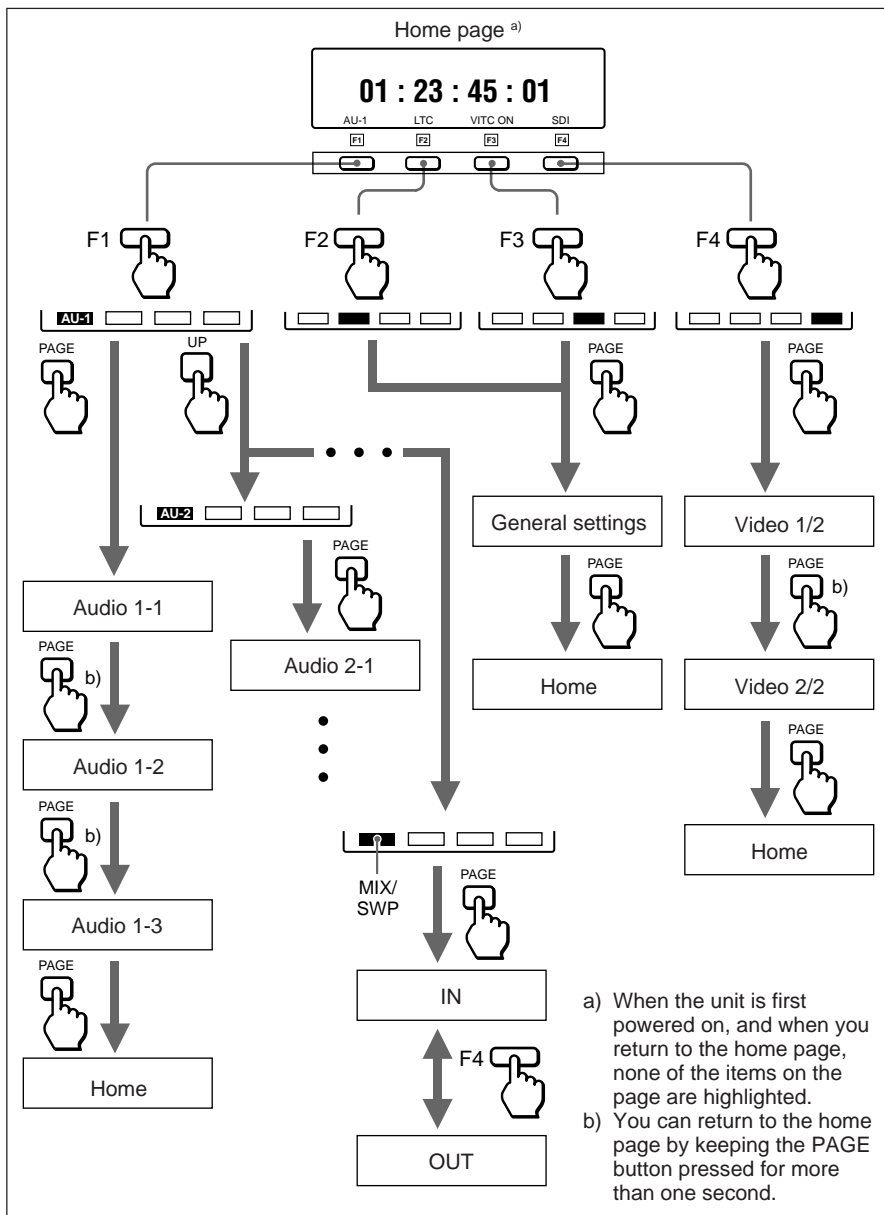 Home page a)
01 : 23 : 45 : 01
AU-1 LTC VITC ON SDI
F1 F2 F3 F4
F1 F2 F3 F4
AU-1
PAGE UP PAGE PAGE
AU-2
PAGE
General settings Video 1/2
PAGE PAGE b)
Audio 1-1
Audio 2-1
PAGE b)
Home Video 2/2
Audio 1-2
PAGE
PAGE b)
Home
MIX/
SWP
PAGE
Audio 1-3
PAGE
IN
F4
Home
OUT
a) When the unit is first
powered on, and when you
return to the home page,
none of the items on the
page are highlighted.
b) You can return to the home
page by keeping the PAGE
button pressed for more
than one second.